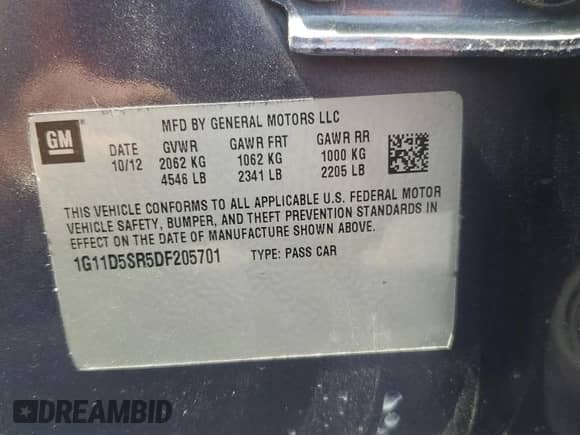 GM
MFD BY GENERAL MOTORS LLC
DATE GVWR GAWR FRT GAWR RR
10/12 2062 KG 1062 KG 1000 KG
4546 LB 2341 LB 2205 LB
THIS VEHICLE CONFORMS TO ALL APPLICABLE U.S. FEDERAL MOTOR
VEHICLE SAFETY, BUMPER, AND THEFT PREVENTION STANDARDS IN
EFFECT ON THE DATE OF MANUFACTURE SHOWN ABOVE.
1G11D5SR5DF205701 TYPE: PASS CAR
DREAMBID